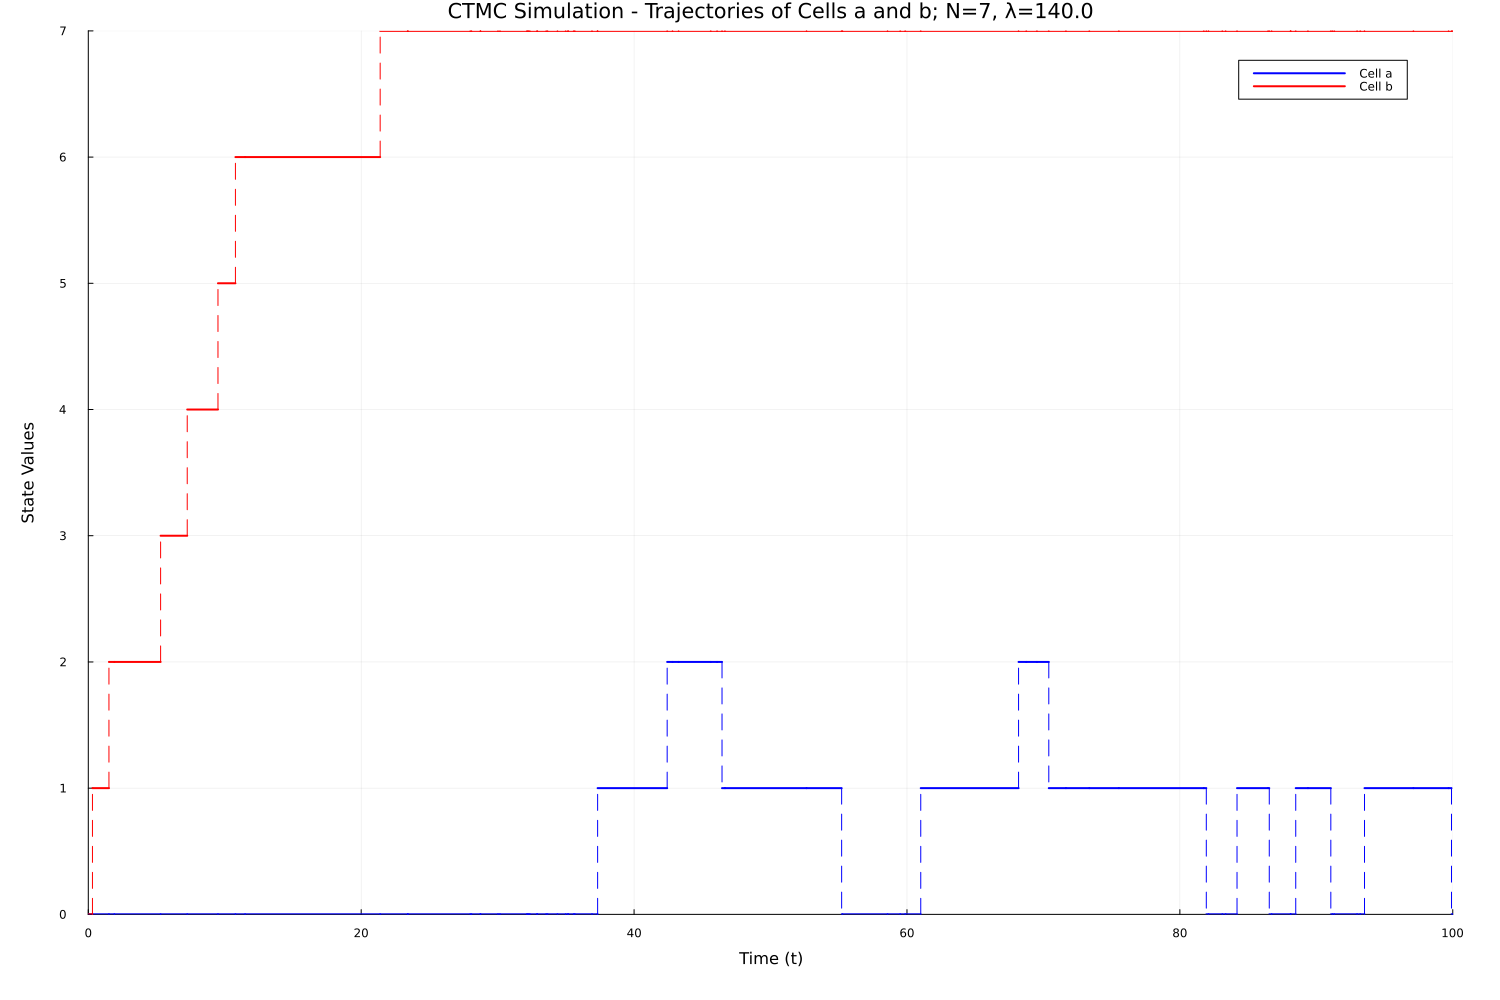 CTMC Simulation - Trajectories of Cells a and b; N=7, λ=140.0
7
6
5
4
3
2
1
0
State Values
Cell a
Cell b
0 20 40 60 80 100
Time (t)